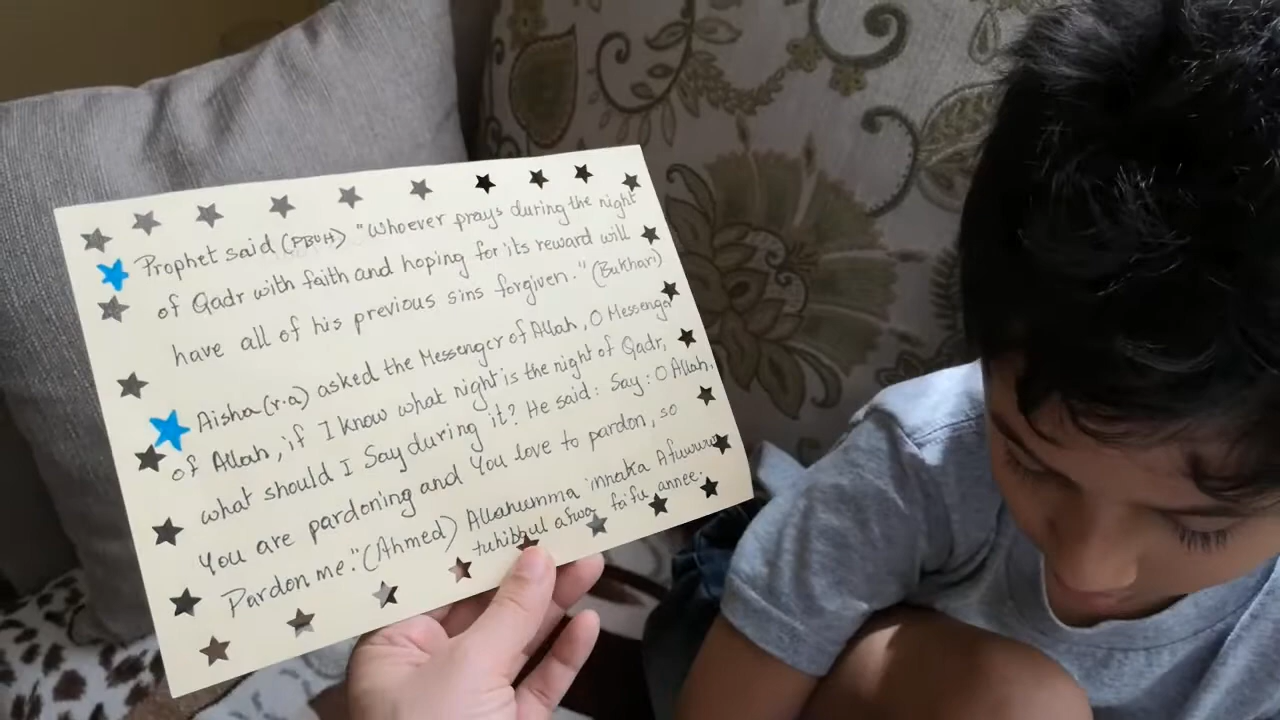 Prophet said (PBUH) "Whoever prays during the night
of Qadr with faith and hoping for its reward will
have all of his previous sins forgiven." (Bukhari)
Aisha (r.a) asked the Messenger of Allah, O Messenger
of Allah, if I know what night is the night of Qadr,
what should I Say during it? He said: Say: O Allah,
You are pardoning and You love to pardon, so
Pardon me." (Ahmed) Allahumma innaka Afuwwu
tuhibbul afwa fa'fu annee.